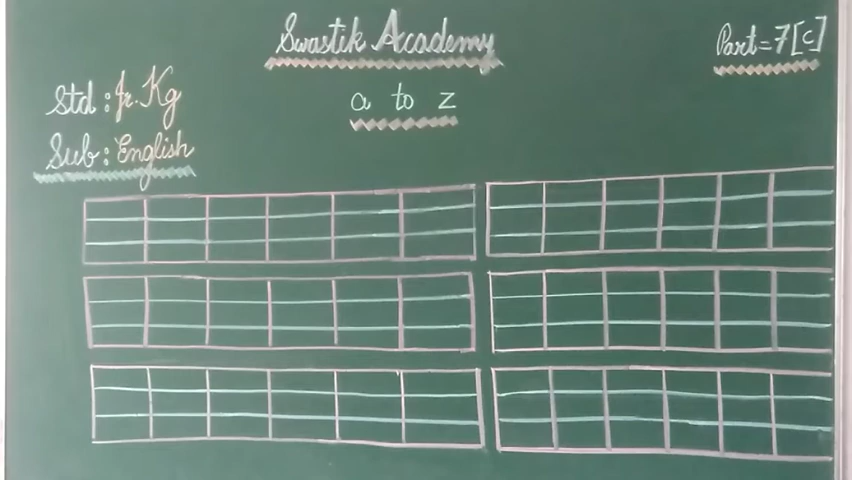 Swastik Academy
Part=7[C]
Std: Jr. Kg
a to z
Sub: English